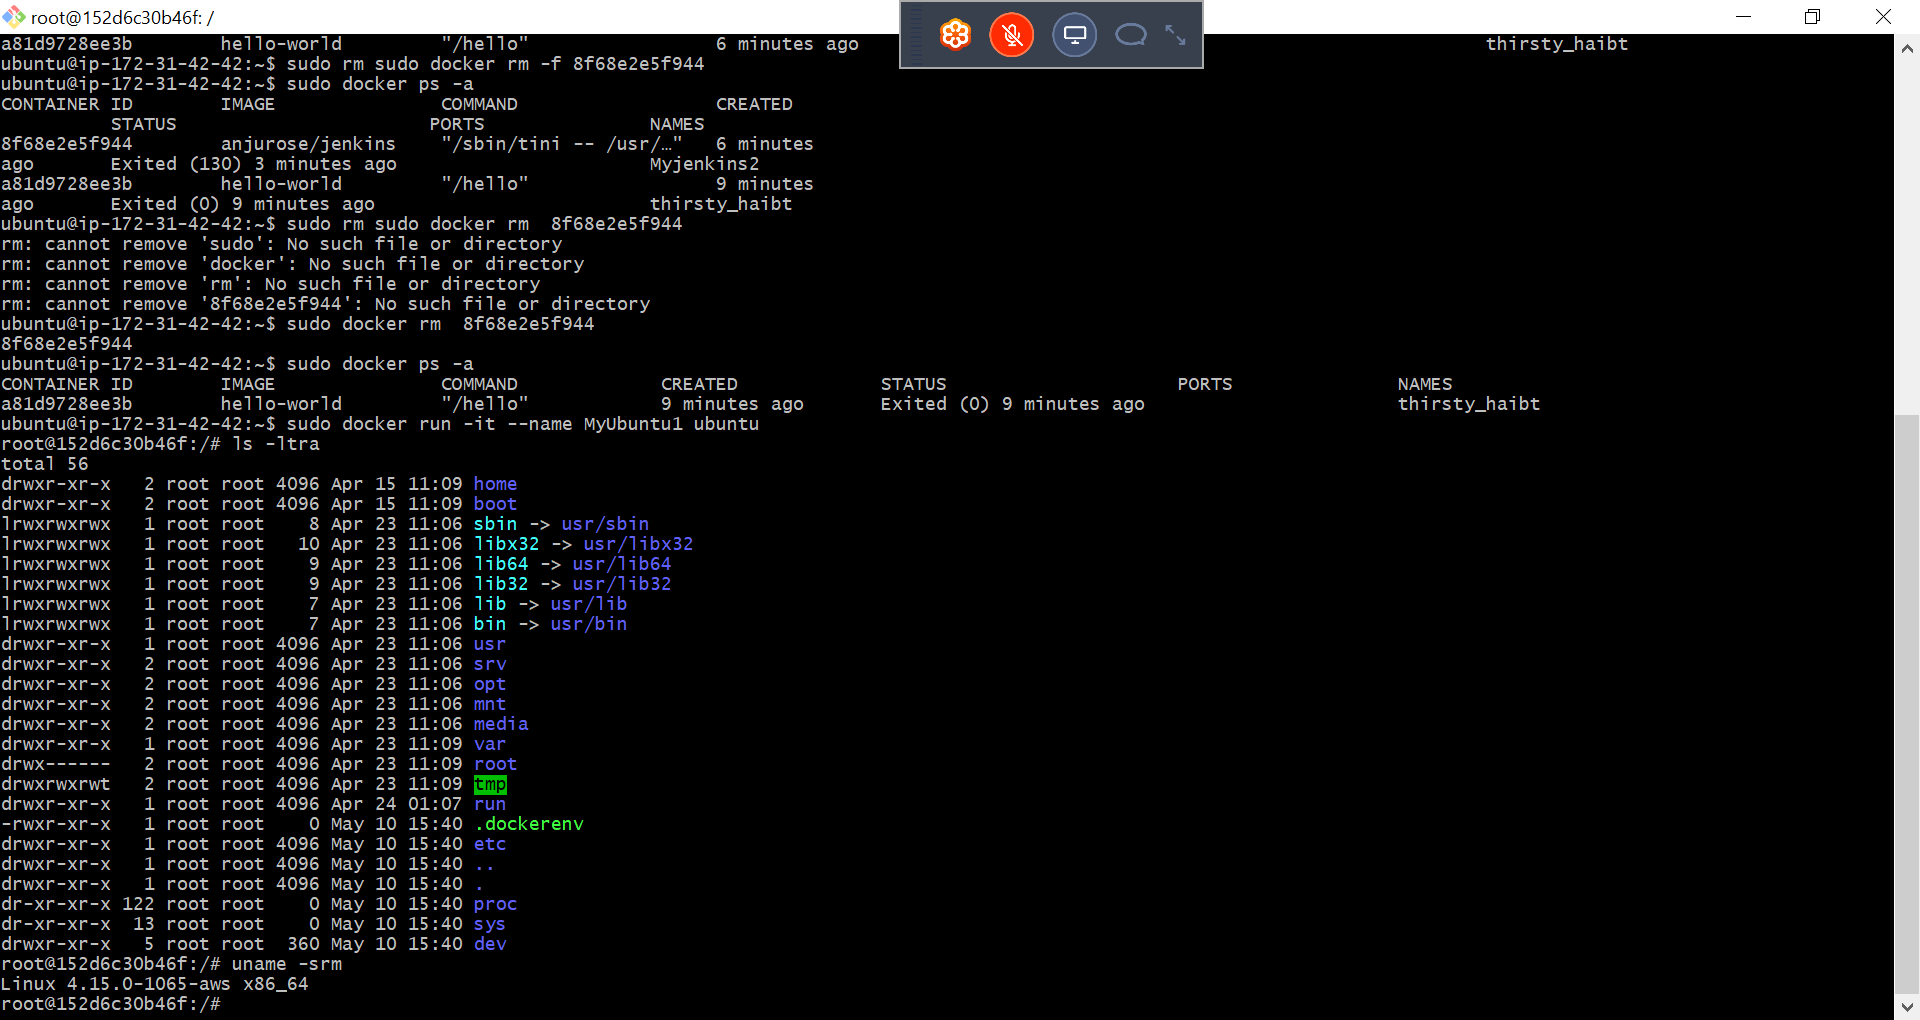 root@152d6c30b46f: /
a81d9728ee3b        hello-world         "/hello"                 6 minutes ago                                                         thirsty_haibt
ubuntu@ip-172-31-42-42:~$ sudo rm sudo docker rm -f 8f68e2e5f944
ubuntu@ip-172-31-42-42:~$ sudo docker ps -a
CONTAINER ID        IMAGE               COMMAND                  CREATED
          STATUS                       PORTS               NAMES
8f68e2e5f944        anjurose/jenkins    "/sbin/tini -- /usr/…"   6 minutes
ago       Exited (130) 3 minutes ago                       Myjenkins2
a81d9728ee3b        hello-world         "/hello"                 9 minutes
ago       Exited (0) 9 minutes ago                         thirsty_haibt
ubuntu@ip-172-31-42-42:~$ sudo rm sudo docker rm  8f68e2e5f944
rm: cannot remove 'sudo': No such file or directory
rm: cannot remove 'docker': No such file or directory
rm: cannot remove 'rm': No such file or directory
rm: cannot remove '8f68e2e5f944': No such file or directory
ubuntu@ip-172-31-42-42:~$ sudo docker rm  8f68e2e5f944
8f68e2e5f944
ubuntu@ip-172-31-42-42:~$ sudo docker ps -a
CONTAINER ID        IMAGE               COMMAND             CREATED             STATUS                     PORTS               NAMES
a81d9728ee3b        hello-world         "/hello"            9 minutes ago       Exited (0) 9 minutes ago                       thirsty_haibt
ubuntu@ip-172-31-42-42:~$ sudo docker run -it --name MyUbuntu1 ubuntu
root@152d6c30b46f:/# ls -ltra
total 56
drwxr-xr-x   2 root root 4096 Apr 15 11:09 home
drwxr-xr-x   2 root root 4096 Apr 15 11:09 boot
lrwxrwxrwx   1 root root    8 Apr 23 11:06 sbin -> usr/sbin
lrwxrwxrwx   1 root root   10 Apr 23 11:06 libx32 -> usr/libx32
lrwxrwxrwx   1 root root    9 Apr 23 11:06 lib64 -> usr/lib64
lrwxrwxrwx   1 root root    9 Apr 23 11:06 lib32 -> usr/lib32
lrwxrwxrwx   1 root root    7 Apr 23 11:06 lib -> usr/lib
lrwxrwxrwx   1 root root    7 Apr 23 11:06 bin -> usr/bin
drwxr-xr-x   1 root root 4096 Apr 23 11:06 usr
drwxr-xr-x   2 root root 4096 Apr 23 11:06 srv
drwxr-xr-x   2 root root 4096 Apr 23 11:06 opt
drwxr-xr-x   2 root root 4096 Apr 23 11:06 mnt
drwxr-xr-x   2 root root 4096 Apr 23 11:06 media
drwxr-xr-x   1 root root 4096 Apr 23 11:09 var
drwx------   2 root root 4096 Apr 23 11:09 root
drwxrwxrwt   2 root root 4096 Apr 23 11:09 tmp
drwxr-xr-x   1 root root 4096 Apr 24 01:07 run
-rwxr-xr-x   1 root root    0 May 10 15:40 .dockerenv
drwxr-xr-x   1 root root 4096 May 10 15:40 etc
drwxr-xr-x   1 root root 4096 May 10 15:40 ..
drwxr-xr-x   1 root root 4096 May 10 15:40 .
dr-xr-xr-x 122 root root    0 May 10 15:40 proc
dr-xr-xr-x  13 root root    0 May 10 15:40 sys
drwxr-xr-x   5 root root  360 May 10 15:40 dev
root@152d6c30b46f:/# uname -srm
Linux 4.15.0-1065-aws x86_64
root@152d6c30b46f:/#